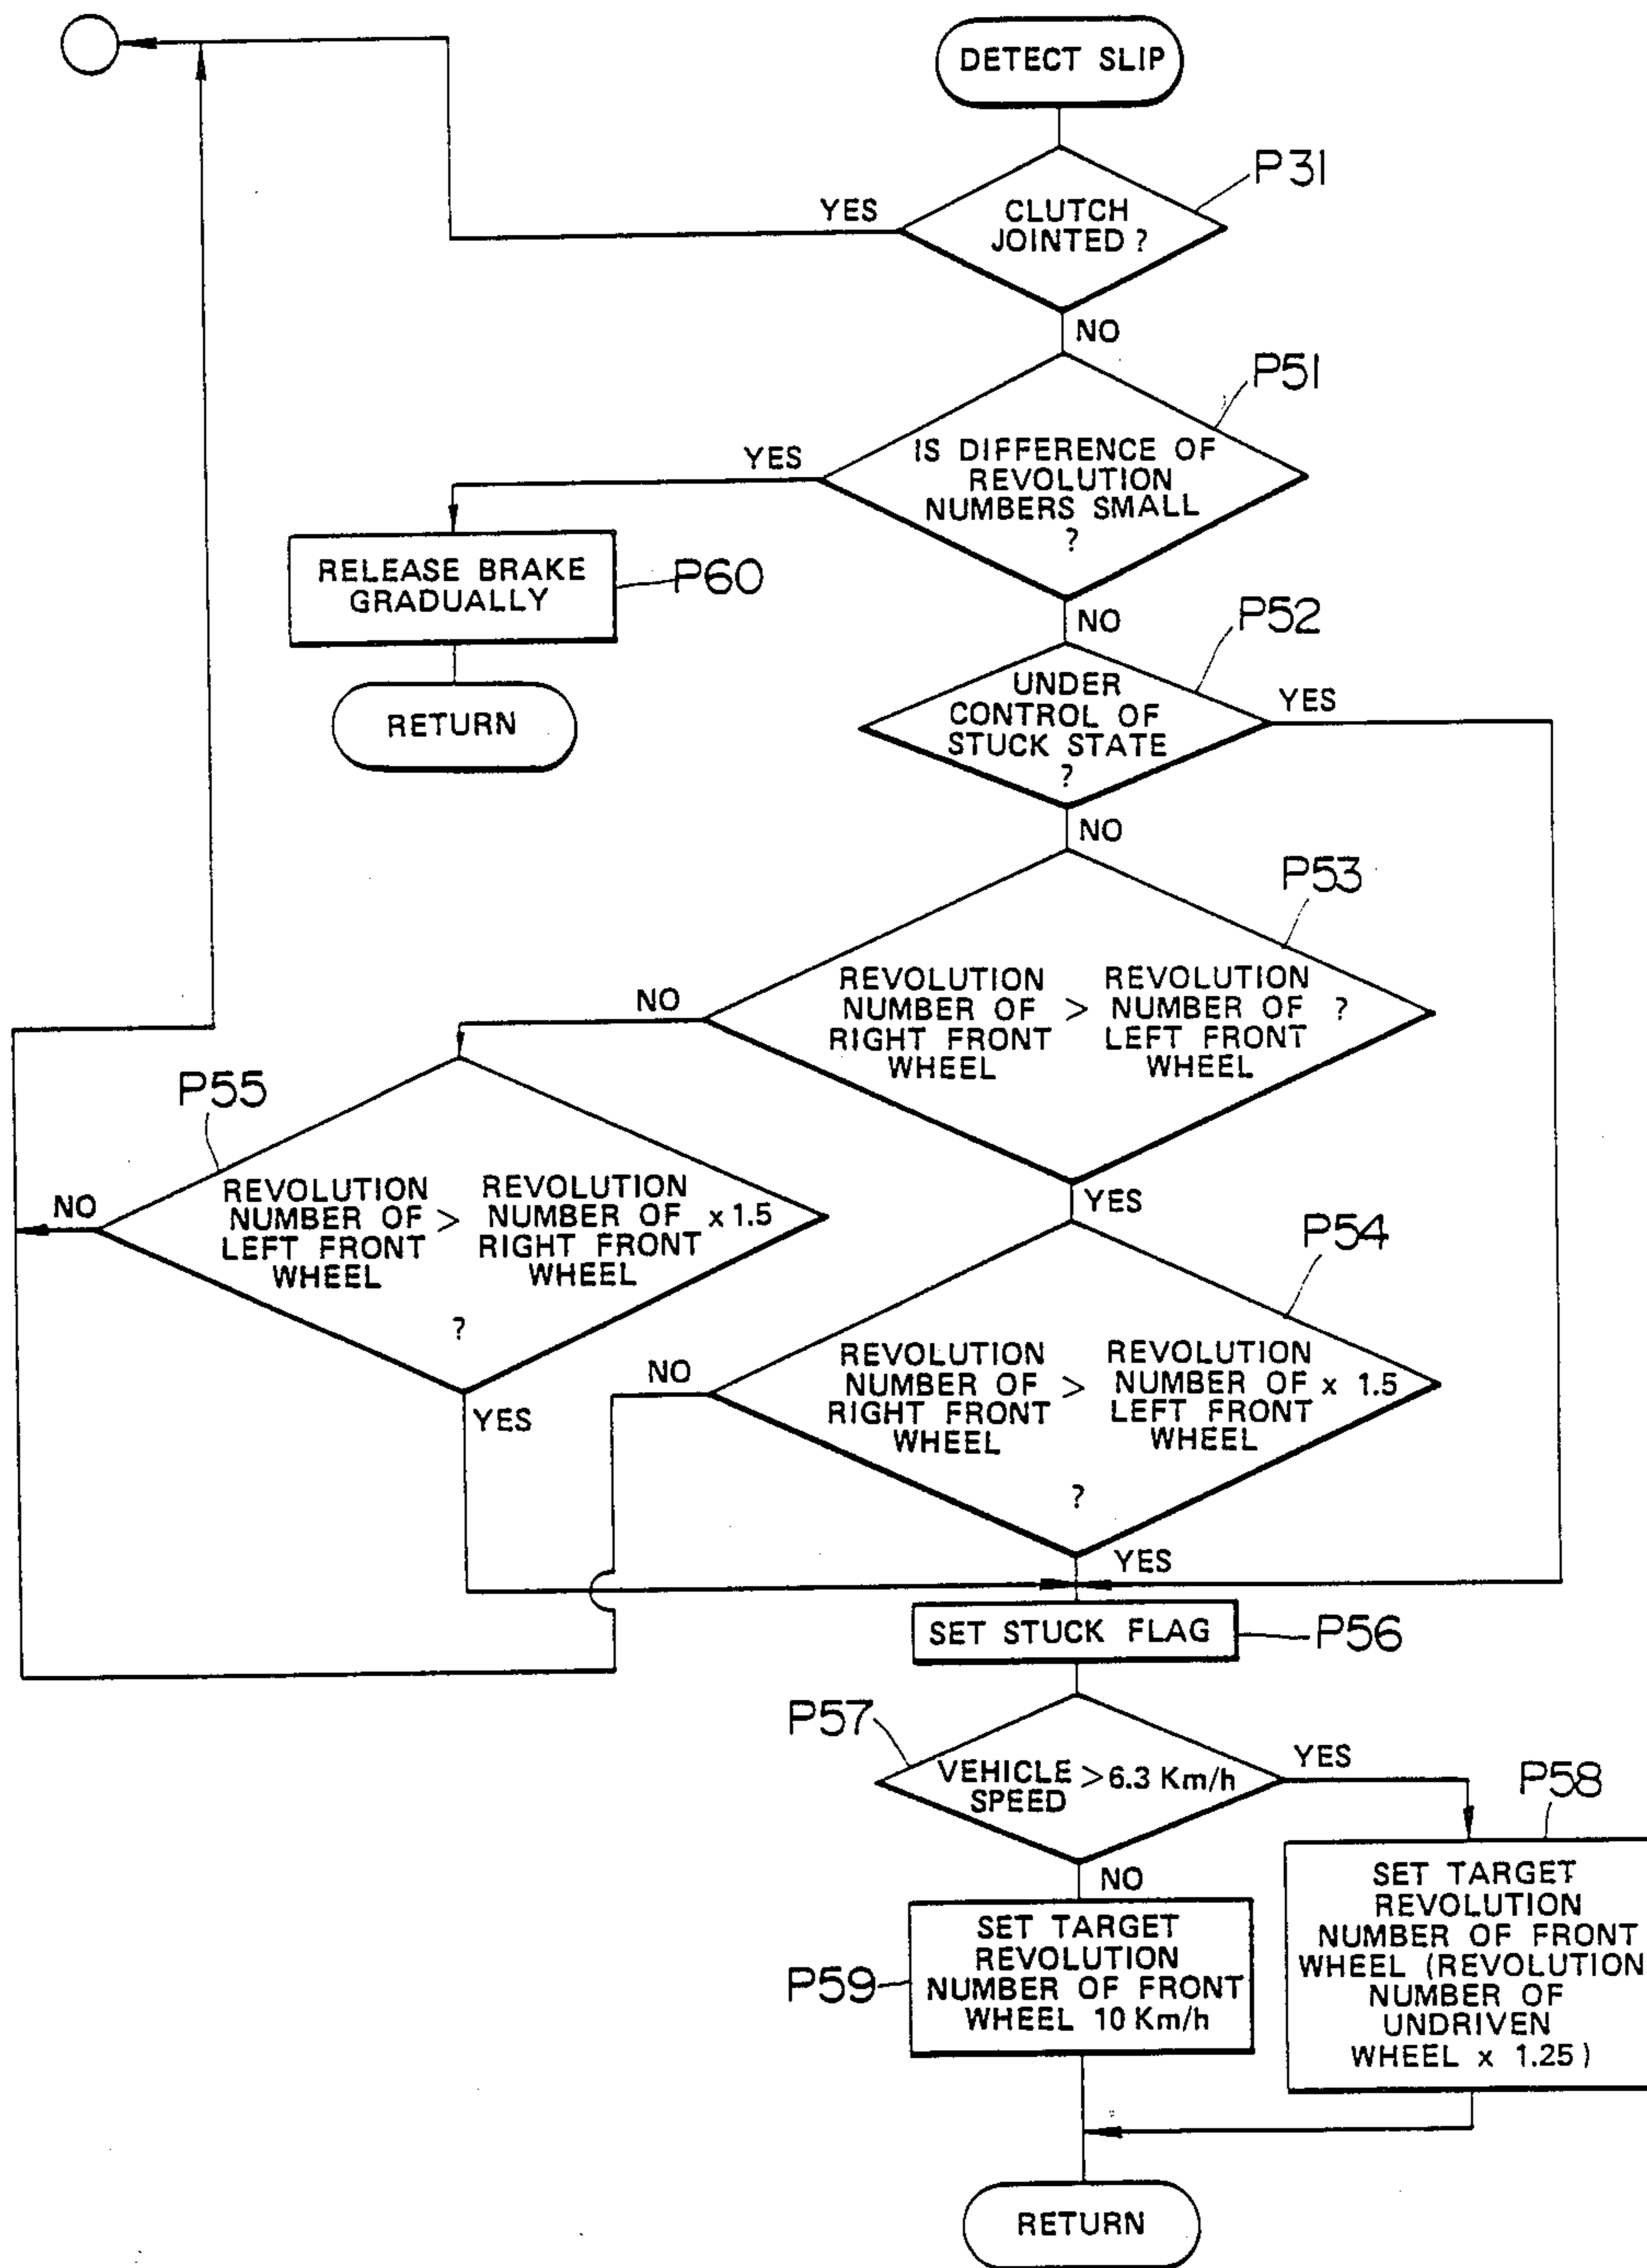 DETECT SLIP
P31
YES
CLUTCH
JOINTED ?
NO
P51
YES
IS DIFFERENCE OF
REVOLUTION
NUMBERS SMALL
?
RELEASE BRAKE
GRADUALLY
P60
NO
P52
RETURN
UNDER
CONTROL OF
STUCK STATE
?
YES
NO
P53
NO
REVOLUTION
NUMBER OF
RIGHT FRONT
WHEEL
>
REVOLUTION
NUMBER OF
LEFT FRONT
WHEEL
?
P55
NO
REVOLUTION
NUMBER OF
LEFT FRONT
WHEEL
>
REVOLUTION
NUMBER OF
RIGHT FRONT
WHEEL
x 1.5
?
YES
YES
P54
NO
REVOLUTION
NUMBER OF
RIGHT FRONT
WHEEL
>
REVOLUTION
NUMBER OF
LEFT FRONT
WHEEL
x 1.5
?
YES
SET STUCK FLAG
P56
P57
VEHICLE
SPEED
> 6.3 Km/h
YES
P58
NO
SET TARGET
REVOLUTION
NUMBER OF FRONT
WHEEL 10 Km/h
P59
SET TARGET
REVOLUTION
NUMBER OF FRONT
WHEEL (REVOLUTION
NUMBER OF
UNDRIVEN
WHEEL x 1.25)
RETURN